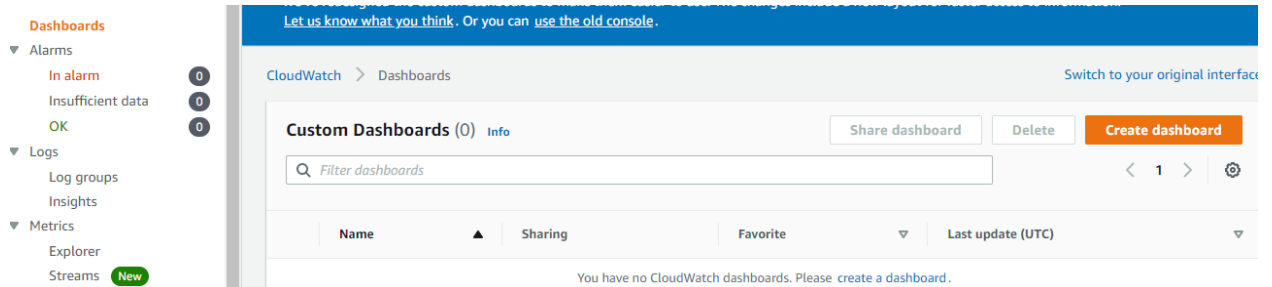 Dashboards
Alarms
In alarm 0
Insufficient data 0
OK 0
Logs
Log groups
Insights
Metrics
Explorer
Streams New
Let us know what you think. Or you can use the old console.
CloudWatch > Dashboards
Switch to your original interface
Custom Dashboards (0) Info
Share dashboard Delete Create dashboard
Filter dashboards
< 1 >
Name Sharing Favorite Last update (UTC)
You have no CloudWatch dashboards. Please create a dashboard.